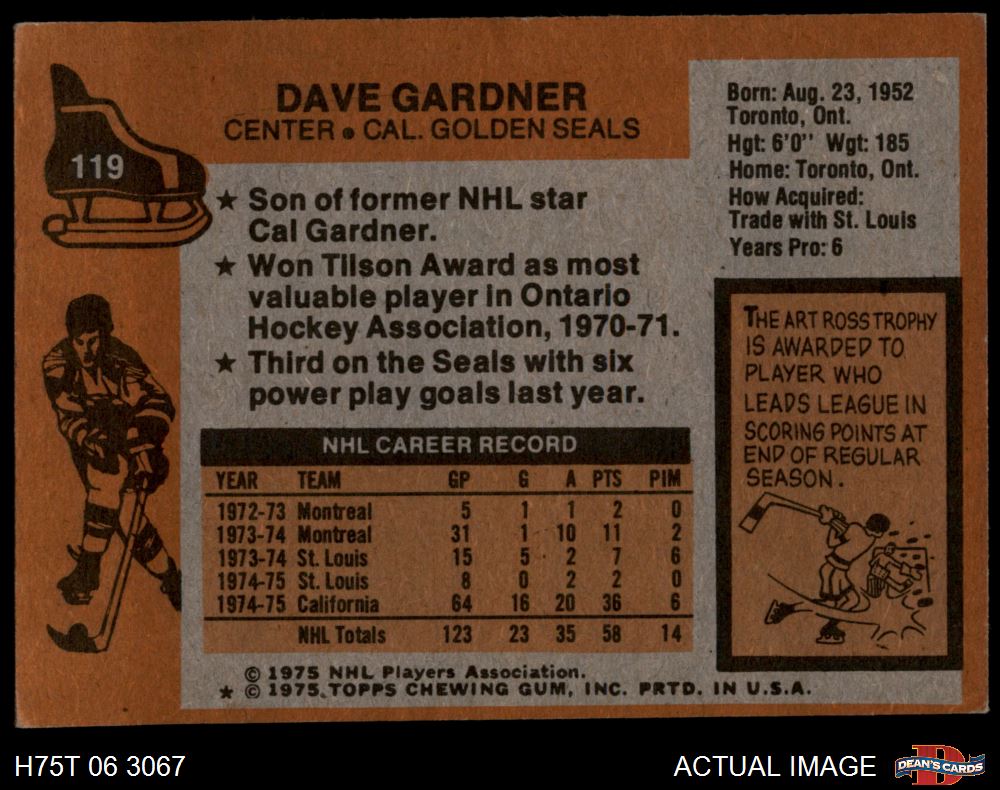 DAVE GARDNER
CENTER • CAL. GOLDEN SEALS
119
★ Son of former NHL star
Cal Gardner.
★ Won Tilson Award as most
valuable player in Ontario
Hockey Association, 1970-71.
★ Third on the Seals with six
power play goals last year.
Born: Aug. 23, 1952
Toronto, Ont.
Hgt: 6'0" Wgt: 185
Home: Toronto, Ont.
How Acquired:
Trade with St. Louis
Years Pro: 6
THE ART ROSS TROPHY
IS AWARDED TO
PLAYER WHO
LEADS LEAGUE IN
SCORING POINTS AT
END OF REGULAR
SEASON.
NHL CAREER RECORD
YEAR TEAM GP G A PTS PIM
1972-73 Montreal 5 1 1 2 0
1973-74 Montreal 31 1 10 11 2
1973-74 St. Louis 15 5 2 7 6
1974-75 St. Louis 8 0 2 2 0
1974-75 California 64 16 20 36 6
NHL Totals 123 23 35 58 14
© 1975 NHL Players Association.
★ © 1975 TOPPS CHEWING GUM, INC. PRTD. IN U.S.A.
H75T 06 3067
ACTUAL IMAGE
D
DEAN'S CARDS